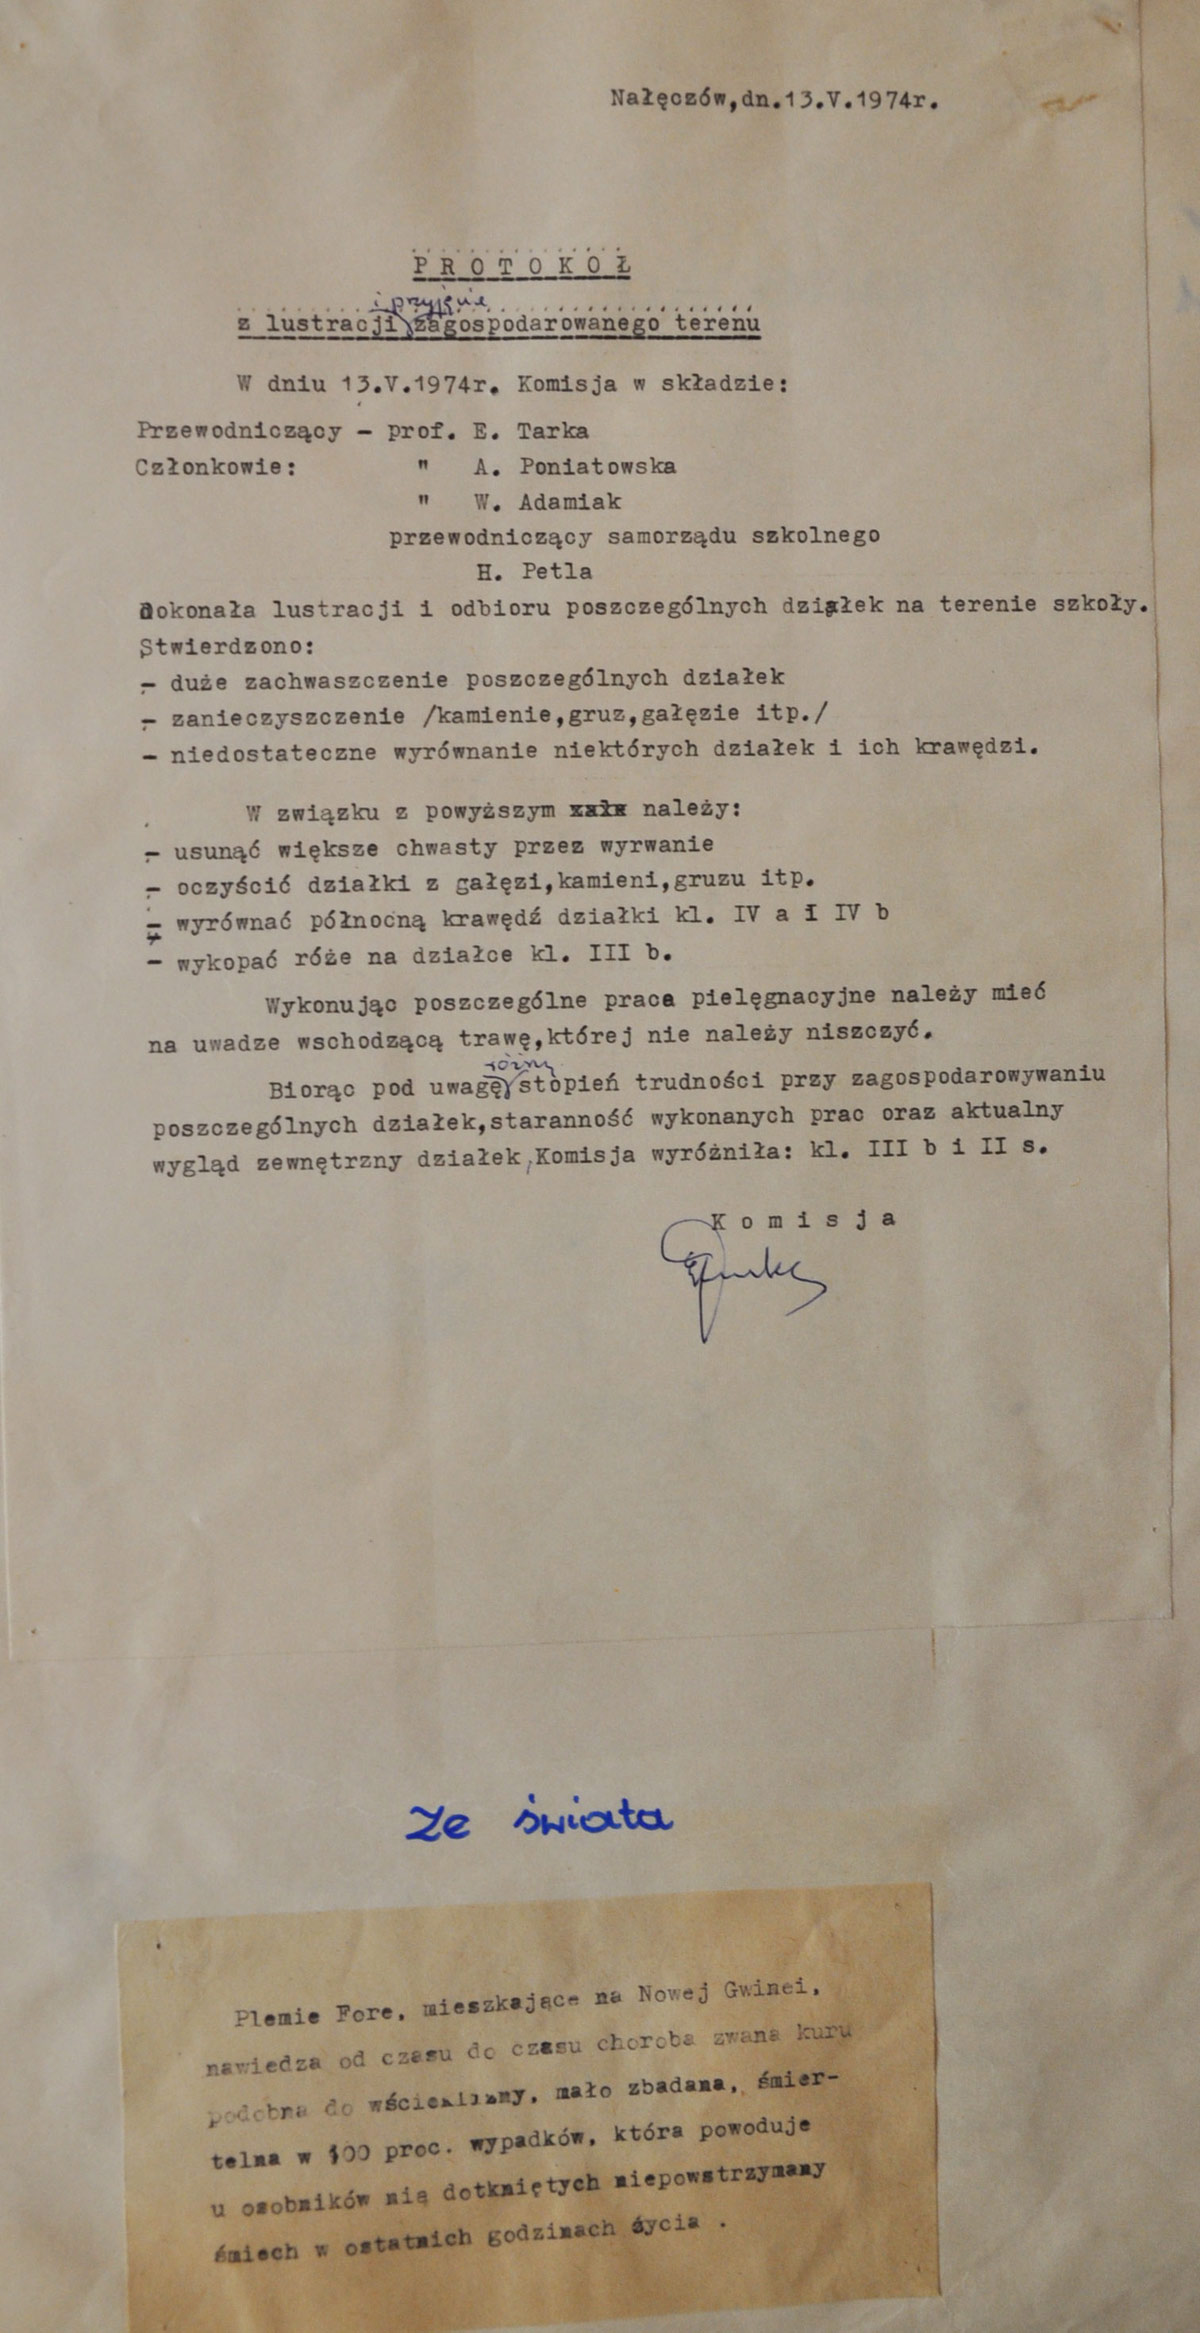 Nałęczów,dn.13.V.1974r.
P R O T O K Ó Ł
i przyjęcie
z lustracji zagospodarowanego terenu
W dniu 13.V.1974r. Komisja w składzie:
Przewodniczący – prof. E. Tarka
Członkowie: " A. Poniatowska
" W. Adamiak
przewodniczący samorządu szkolnego
H. Petla
dokonała lustracji i odbioru poszczególnych działek na terenie szkoły.
Stwierdzono:
– duże zachwaszczenie poszczególnych działek
– zanieczyszczenie /kamienie,gruz,gałęzie itp./
– niedostateczne wyrównanie niektórych działek i ich krawędzi.
W związku z powyższym należy:
– usunąć większe chwasty przez wyrwanie
– oczyścić działki z gałęzi,kamieni,gruzu itp.
– wyrównać północną krawędź działki kl. IV a i IV b
– wykopać róże na działce kl. III b.
Wykonując poszczególne prace pielęgnacyjne należy mieć
na uwadze wschodzącą trawę,której nie należy niszczyć.
różny
Biorąc pod uwagę stopień trudności przy zagospodarowywaniu
poszczególnych działek,staranność wykonanych prac oraz aktualny
wygląd zewnętrzny działek,Komisja wyróżniła: kl. III b i II s.
K o m i s j a
Ze świata
Plemie Fore, mieszkające na Nowej Gwinei,
nawiedza od czasu do czasu choroba zwana kuru
podobna do wścieklizny, mało zbadana, śmier-
telna w 100 proc. wypadków, która powoduje
u osobników nią dotkniętych niepowstrzymany
śmiech w ostatnich godzinach życia .